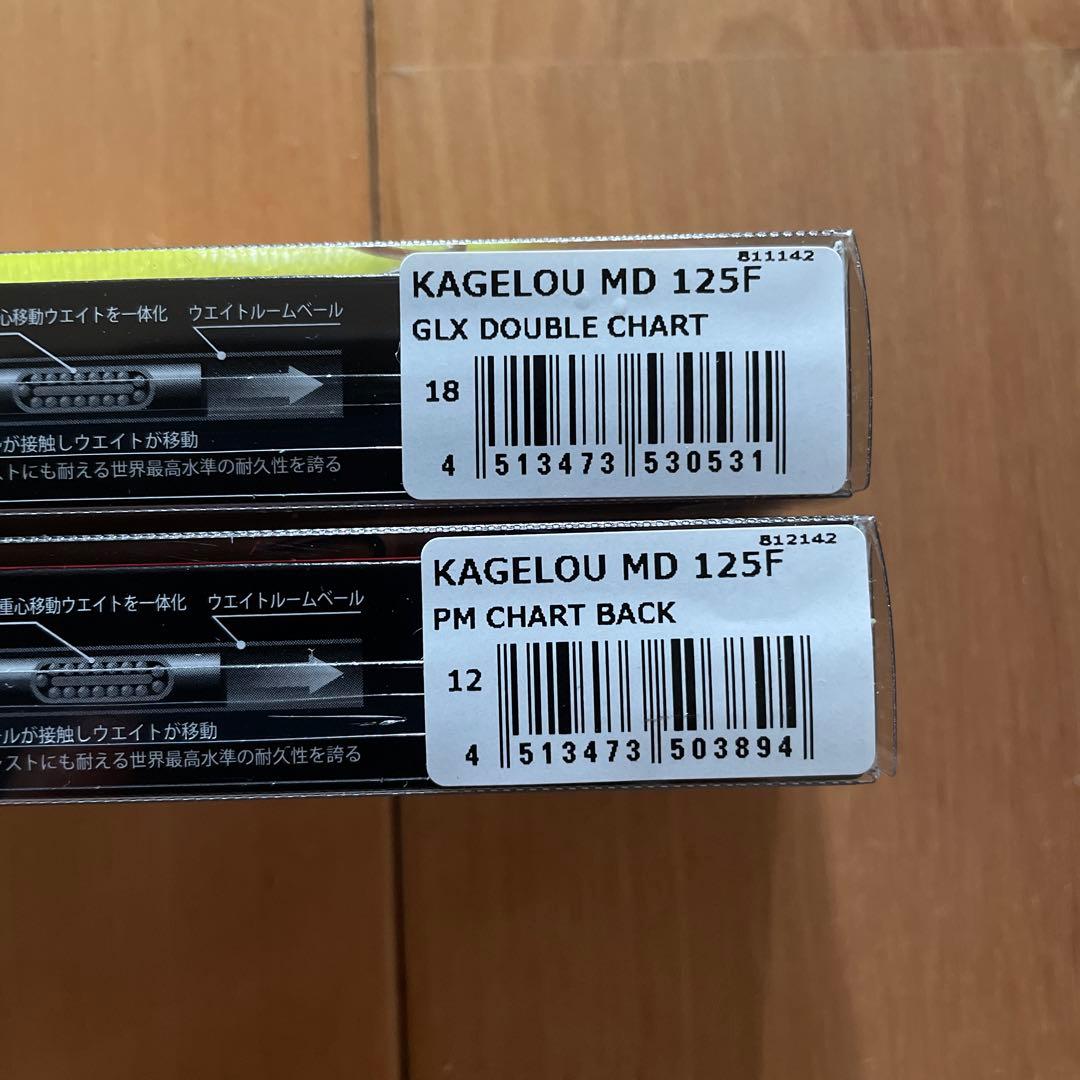 811142
KAGELOU MD 125F
GLX DOUBLE CHART
18
4 513473 530531
心移動ウエイトを一体化 ウエイトルームベール
が接触しウエイトが移動
ストにも耐える世界最高水準の耐久性を誇る
812142
KAGELOU MD 125F
PM CHART BACK
12
4 513473 503894
重心移動ウエイトを一体化 ウエイトルームベール
ールが接触しウエイトが移動
ャストにも耐える世界最高水準の耐久性を誇る